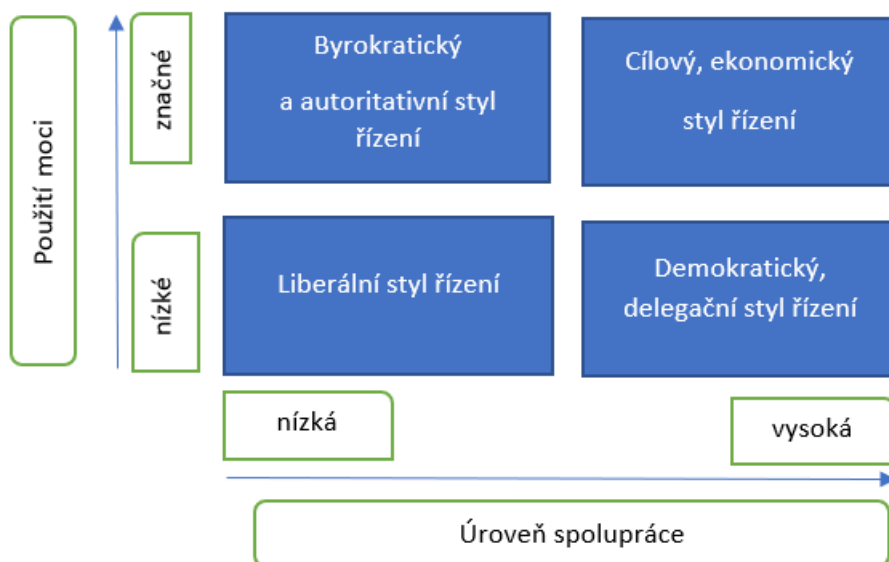 Použití moci
značné
Byrokratický
a autoritativní styl
řízení
Cílový, ekonomický
styl řízení
nízké
Liberální styl řízení
Demokratický,
delegační styl řízení
nízká
vysoká
Úroveň spolupráce